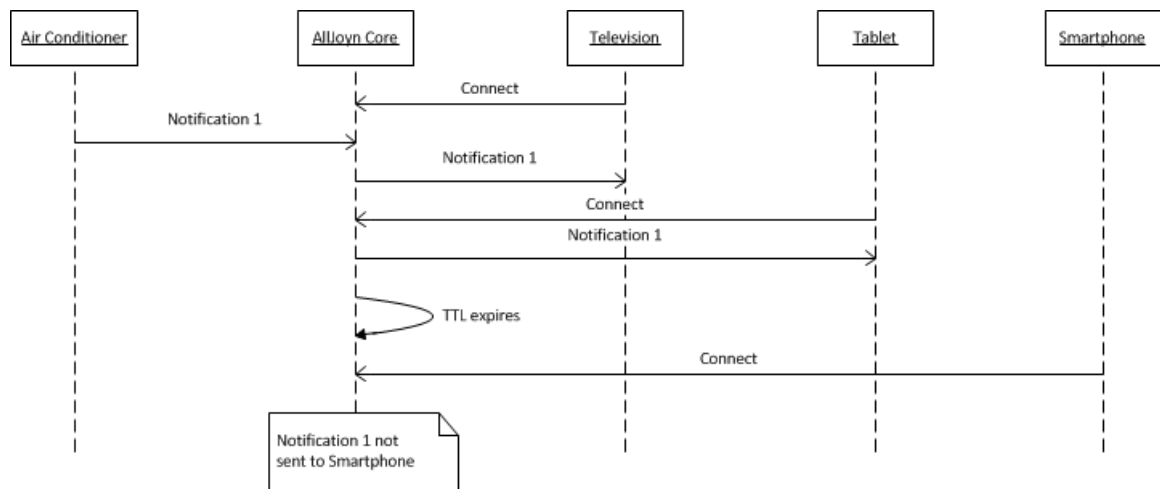 Air Conditioner
AllJoyn Core
Television
Tablet
Smartphone
Connect
Notification 1
Notification 1
Connect
Notification 1
TTL expires
Connect
Notification 1 not
sent to Smartphone